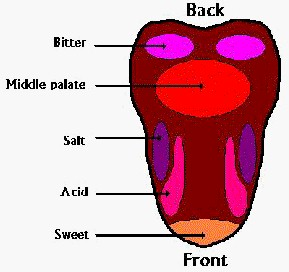 Back
Bitter
Middle palate
Salt
Acid
Sweet
Front